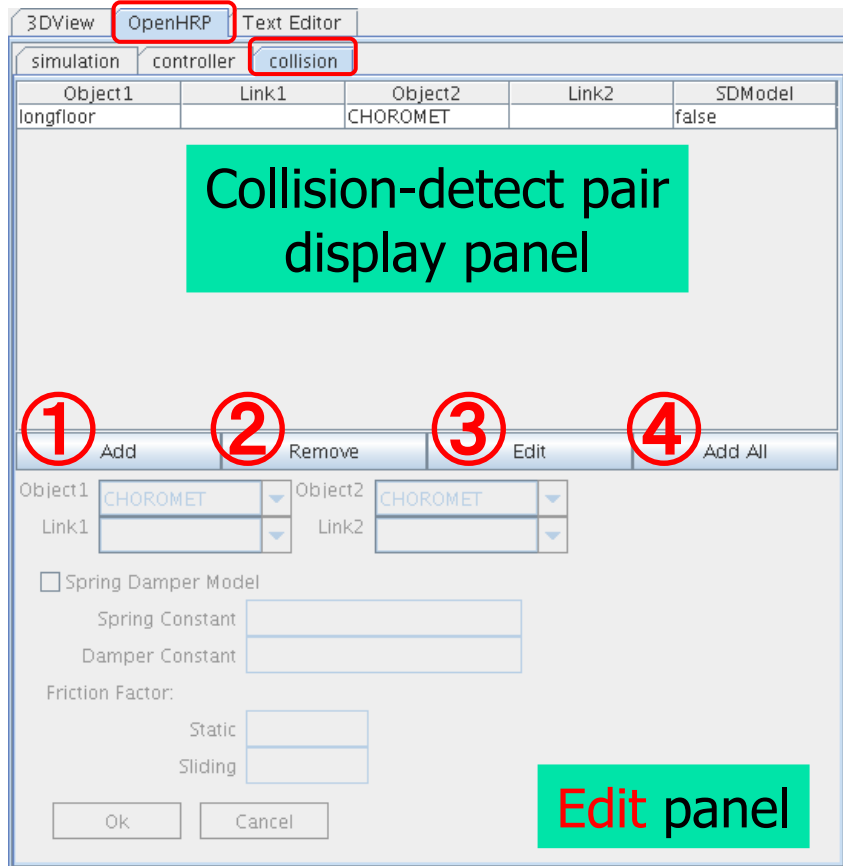 3DView OpenHRP Text Editor
simulation controller collision
Object1 Link1 Object2 Link2 SDModel
longfloor CHOROMET false
Collision-detect pair
display panel
① ② ③ ④
Add Remove Edit Add All
Object1 CHOROMET Object2 CHOROMET
Link1 Link2
Spring Damper Model
Spring Constant
Damper Constant
Friction Factor:
Static
Sliding
Edit panel
Ok Cancel